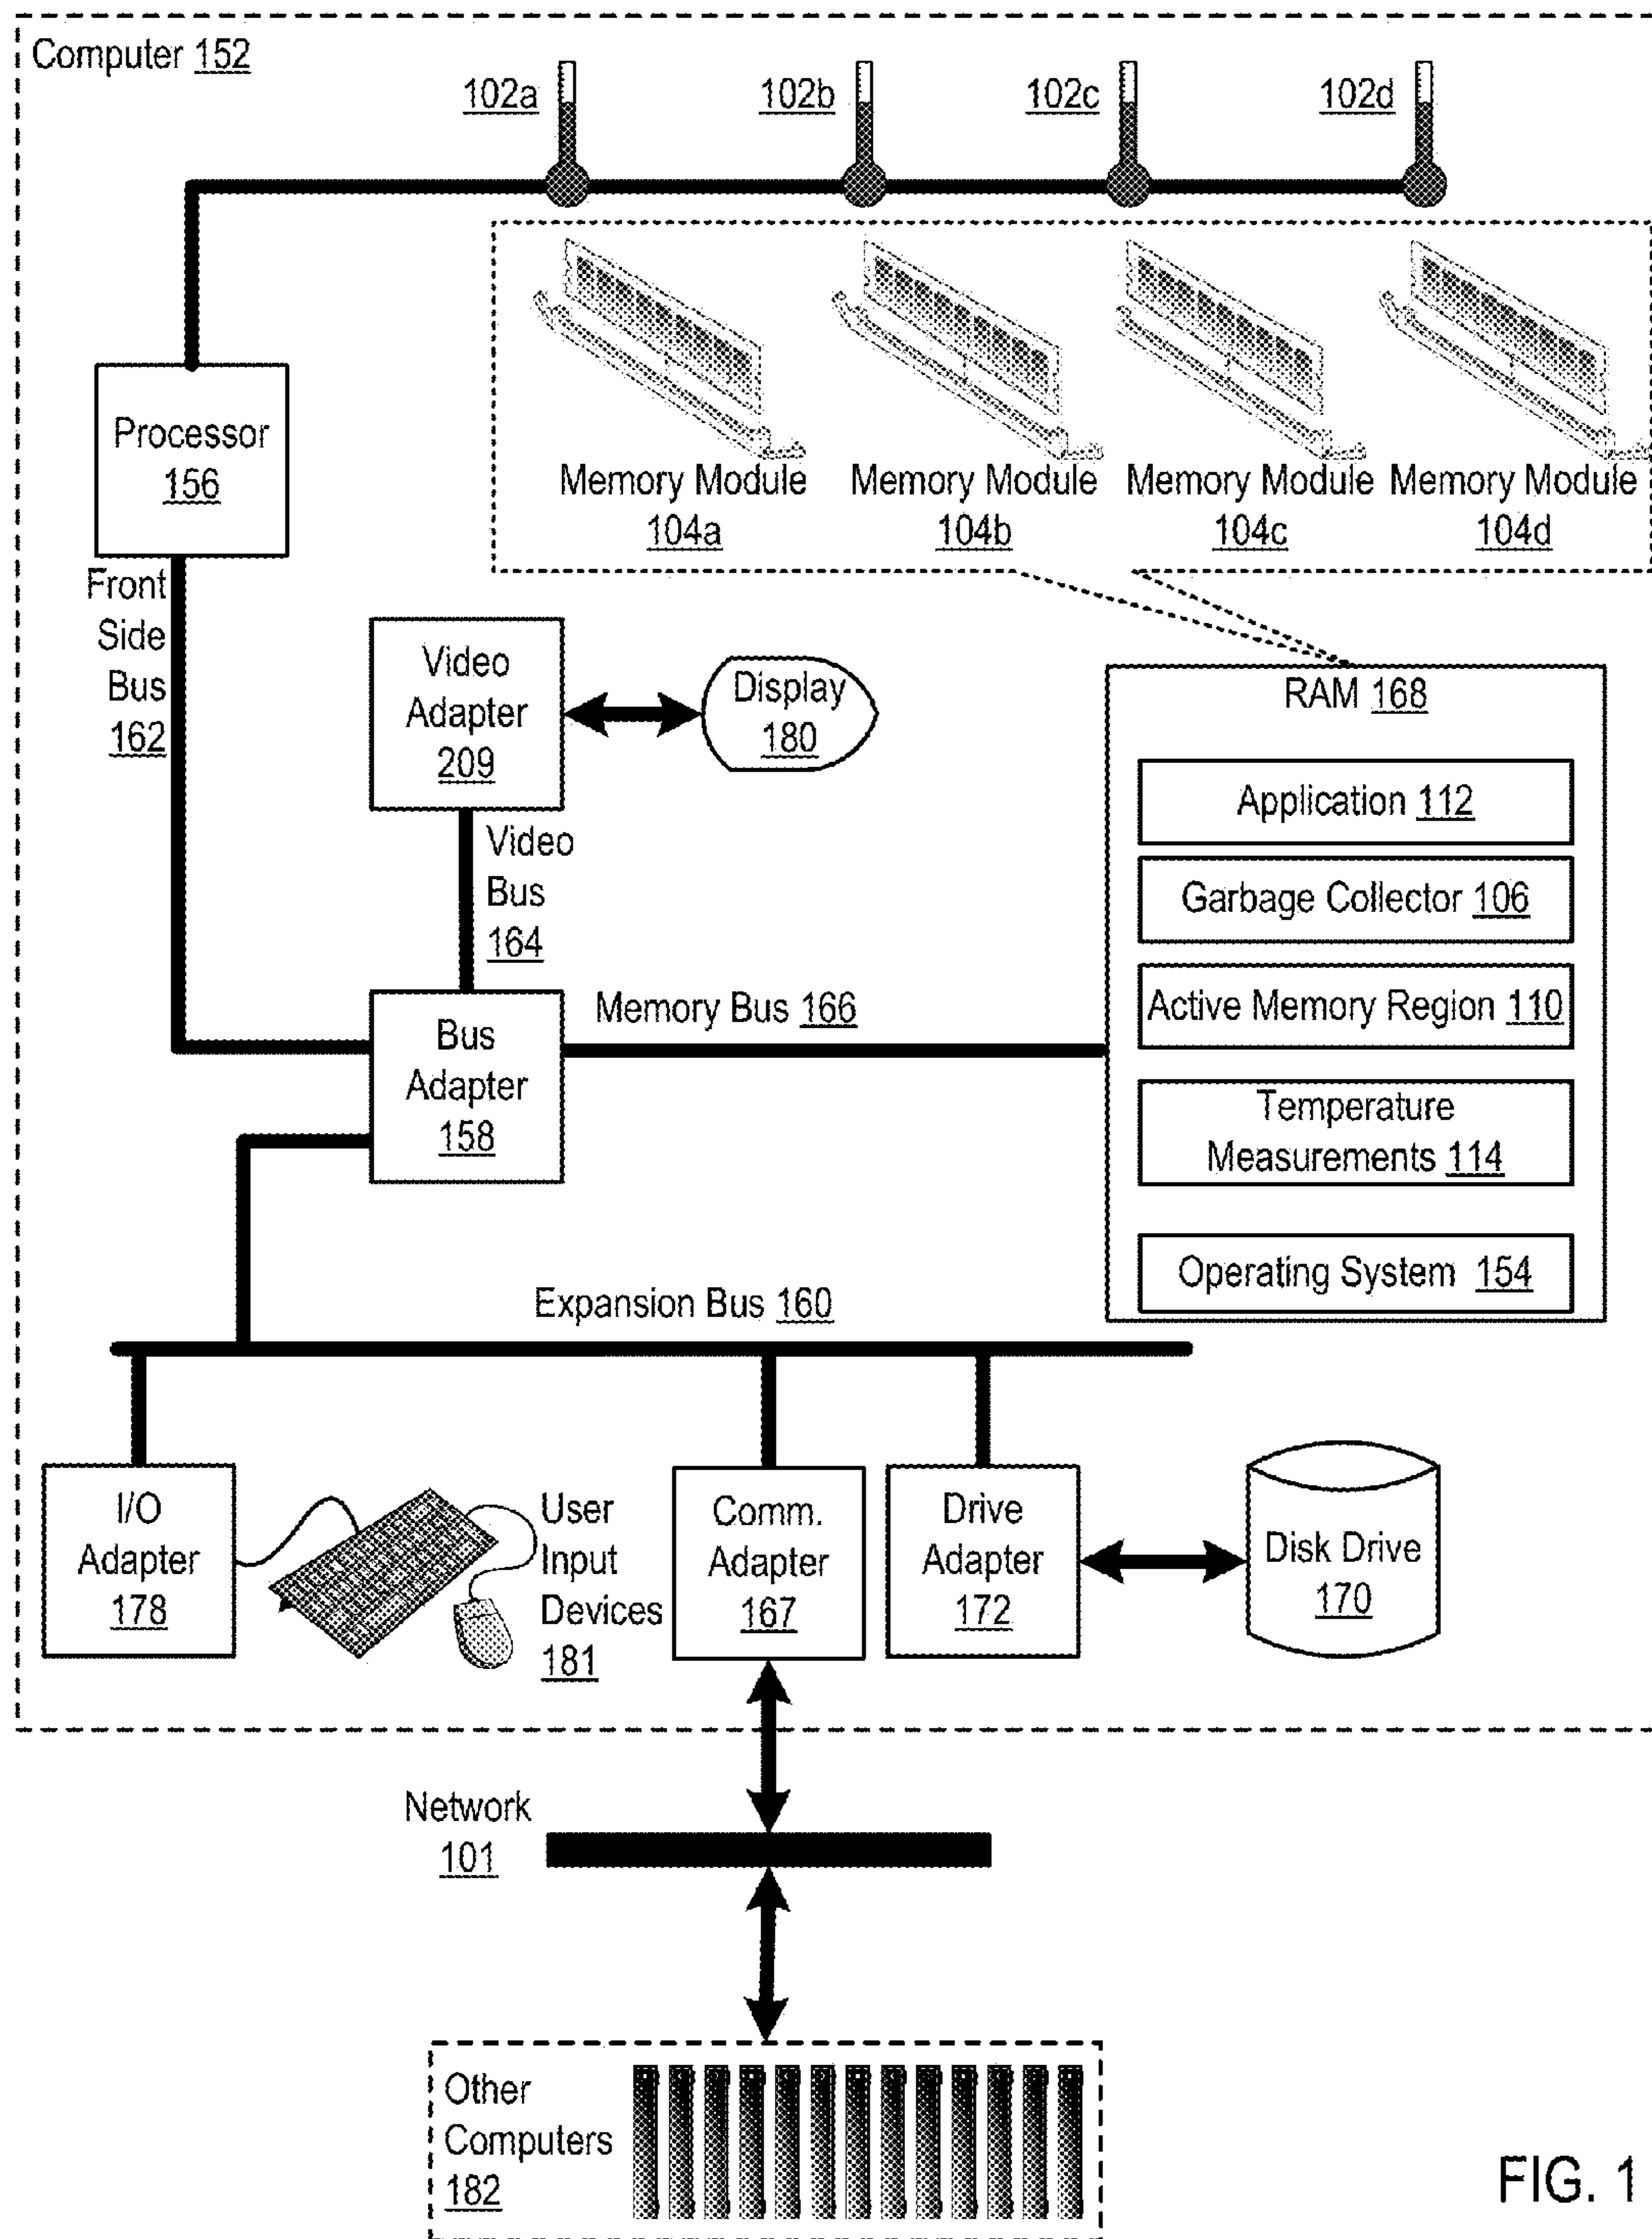 Computer 152
102a
102b
102c
102d
Processor
156
Memory Module
104a
Memory Module
104b
Memory Module
104c
Memory Module
104d
Front
Side
Bus
162
Video
Adapter
209
Display
180
RAM 168
Application 112
Garbage Collector 106
Active Memory Region 110
Temperature
Measurements 114
Operating System 154
Video
Bus
164
Bus
Adapter
158
Memory Bus 166
Expansion Bus 160
I/O
Adapter
178
User
Input
Devices
181
Comm.
Adapter
167
Drive
Adapter
172
Disk Drive
170
Network
101
Other
Computers
182
FIG. 1